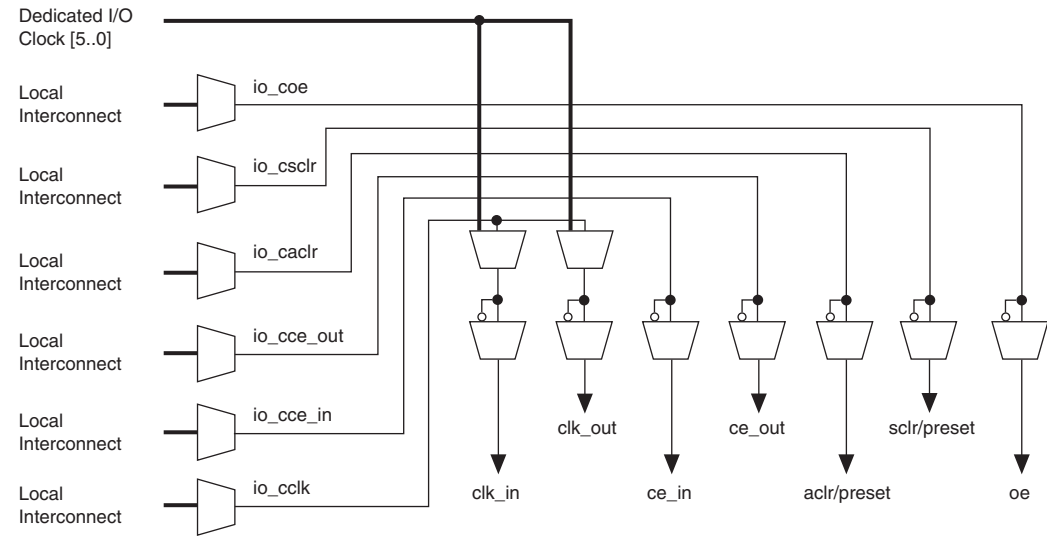 Dedicated I/O
Clock [5..0]
Local
Interconnect
io_coe
Local
Interconnect
io_csclr
Local
Interconnect
io_caclr
Local
Interconnect
io_cce_out
Local
Interconnect
io_cce_in
Local
Interconnect
io_cclk
clk_out
ce_out
sclr/preset
clk_in
ce_in
aclr/preset
oe